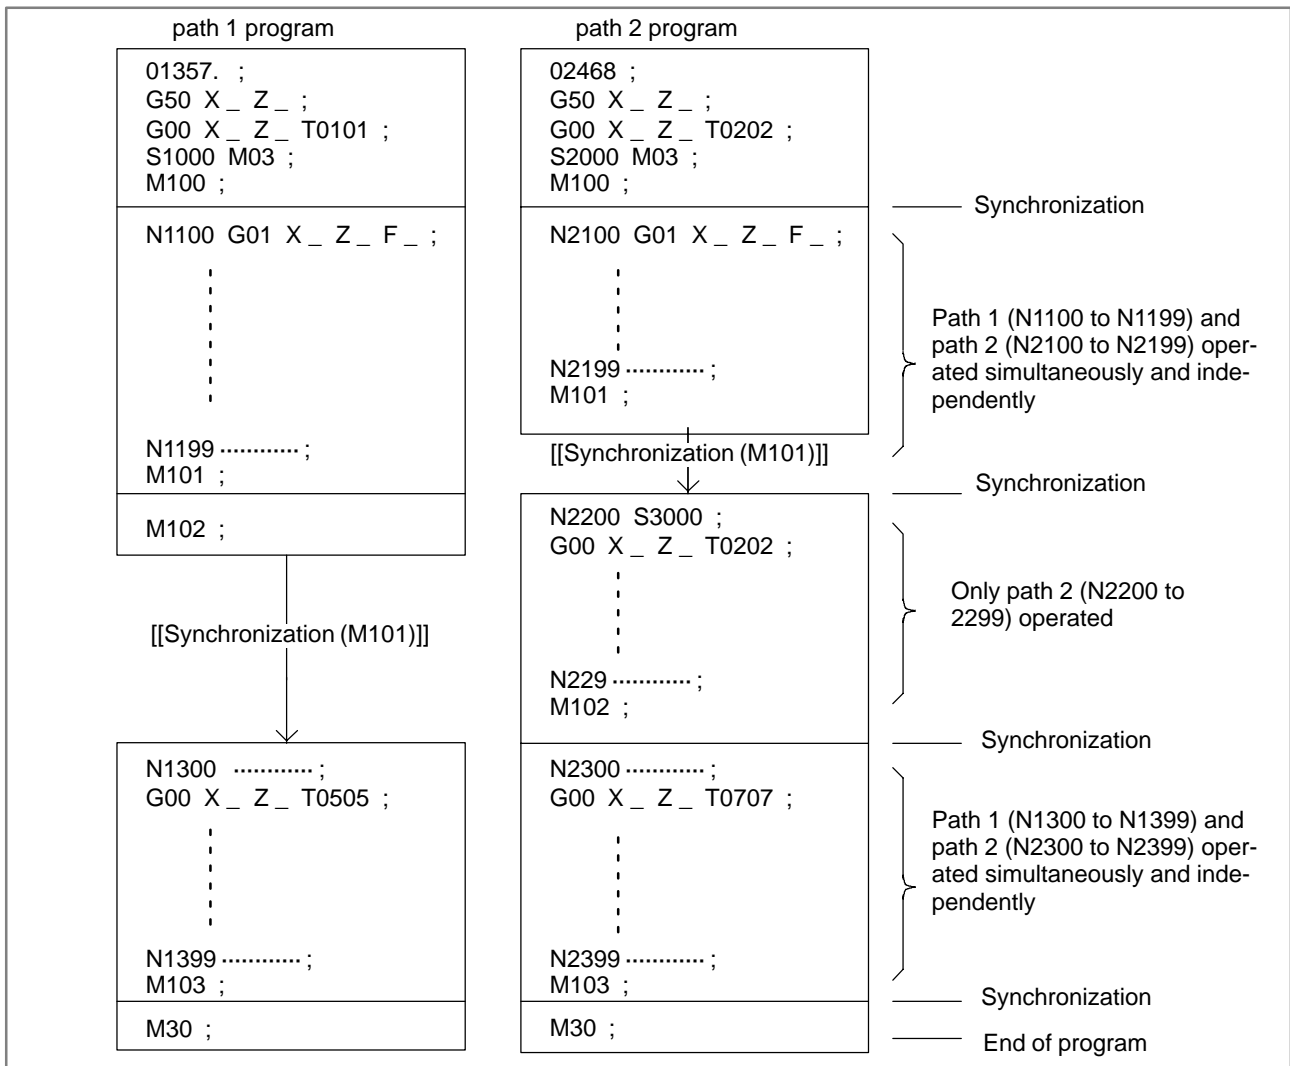 path 1 program
01357. ;
G50 X _ Z _ ;
G00 X _ Z _ T0101 ;
S1000 M03 ;
M100 ;
N1100 G01 X _ Z _ F _ ;
N1199 ············ ;
M101 ;
M102 ;
[[Synchronization (M101)]]
N1300 ············ ;
G00 X _ Z _ T0505 ;
N1399 ············ ;
M103 ;
M30 ;
path 2 program
02468 ;
G50 X _ Z _ ;
G00 X _ Z _ T0202 ;
S2000 M03 ;
M100 ;
N2100 G01 X _ Z _ F _ ;
N2199 ············ ;
M101 ;
[[Synchronization (M101)]]
N2200 S3000 ;
G00 X _ Z _ T0202 ;
N229 ············ ;
M102 ;
N2300 ············ ;
G00 X _ Z _ T0707 ;
N2399 ············ ;
M103 ;
M30 ;
Synchronization
Path 1 (N1100 to N1199) and
path 2 (N2100 to N2199) oper-
ated simultaneously and inde-
pendently
Synchronization
Only path 2 (N2200 to
2299) operated
Synchronization
Path 1 (N1300 to N1399) and
path 2 (N2300 to N2399) oper-
ated simultaneously and inde-
pendently
Synchronization
End of program